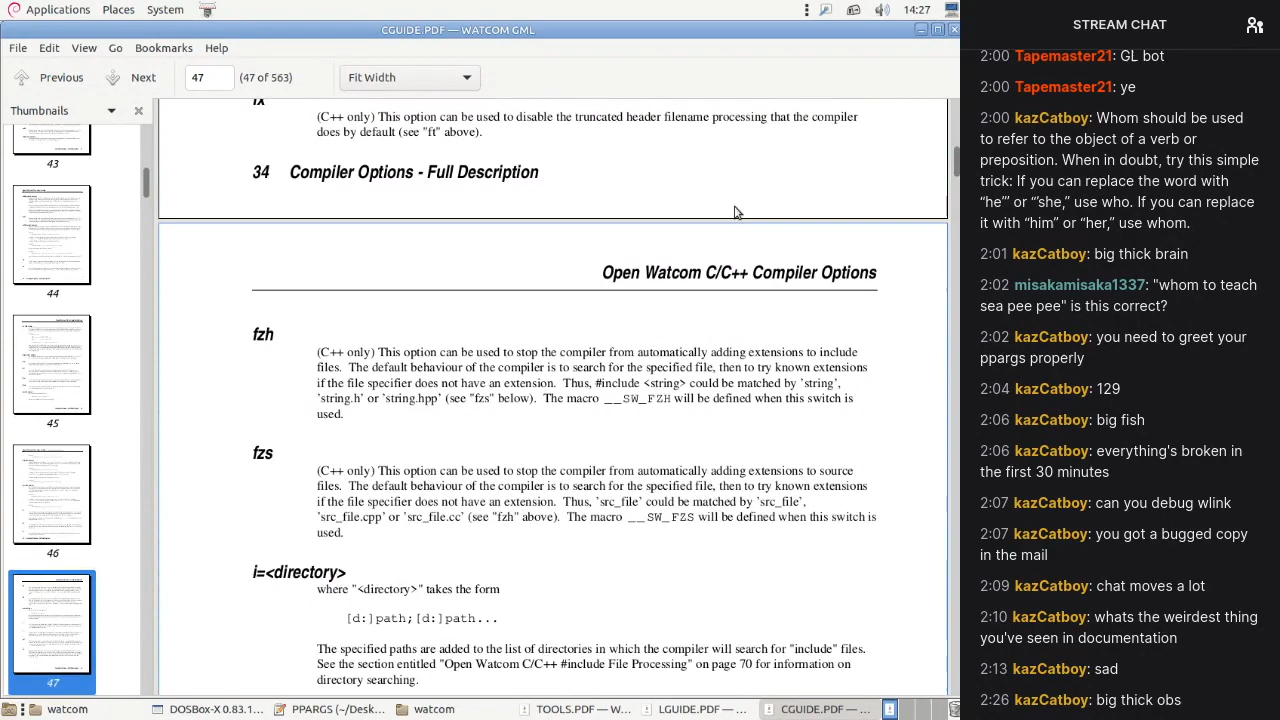 Applications Places System
14:27
CGUIDE.PDF — WATCOM GML
File Edit View Go Bookmarks Help
Previous Next 47 (47 of 563) Fit Width
Thumbnails
43
44
45
46
47
fx
(C++ only) This option can be used to disable the truncated header filename processing that the compiler
does by default (see "ft" above).
34 Compiler Options - Full Description
Open Watcom C/C++ Compiler Options
fzh
(C++ only) This option can be used to stop the compiler from automatically adding extensions to include
files. The default behaviour of the compiler is to search for the specified file, then to try known extensions
if the file specifier does not have an extension. Thus, #include <string> could be matched by 'string',
'string.h' or 'string.hpp' (see "fzs" below). The macro __SW_FZH will be defined when this switch is
used.
fzs
(C++ only) This option can be used to stop the compiler from automatically adding extensions to source
files. The default behaviour of the compiler is to search for the specified file, then to try known extensions
if the file specifier does not have an extension. Thus, 'src_file' could be matched by 'src_file',
'src_file.cpp' or 'src_file.cc' (see "fzh" above). The macro __SW_FZS will be defined when this switch is
used.
i=<directory>
where "<directory>" takes the form
[d:]path;[d:]path...
The specified paths are added to the list of directories in which the compiler will search for "include" files.
See the section entitled "Open Watcom C/C++ #include File Processing" on page 70 for information on
directory searching.
watcom
DOSBox-X 0.83.1...
watcom
TOOLS.PDF — W...
LGUIDE.PDF — ...
CGUIDE.PDF — ...
STREAM CHAT
2:00 Tapemaster21: GL bot
2:00 Tapemaster21: ye
2:00 kazCatboy: Whom should be used
to refer to the object of a verb or
preposition. When in doubt, try this simple
trick: If you can replace the word with
“he'” or “'she,” use who. If you can replace
it with “him” or “her,” use whom.
2:01 kazCatboy: big thick brain
2:02 misakamisaka1337: "whom to teach
sea pee pee" is this correct?
2:02 kazCatboy: you need to greet your
ppargs properly
2:04 kazCatboy: 129
2:06 kazCatboy: big fish
2:06 kazCatboy: everything's broken in
the first 30 minutes
2:07 kazCatboy: can you debug wlink
2:07 kazCatboy: you got a bugged copy
in the mail
2:09 kazCatboy: chat moves a lot
2:10 kazCatboy: whats the weirdest thing
you've seen in documentation
2:13 kazCatboy: sad
2:26 kazCatboy: big thick obs